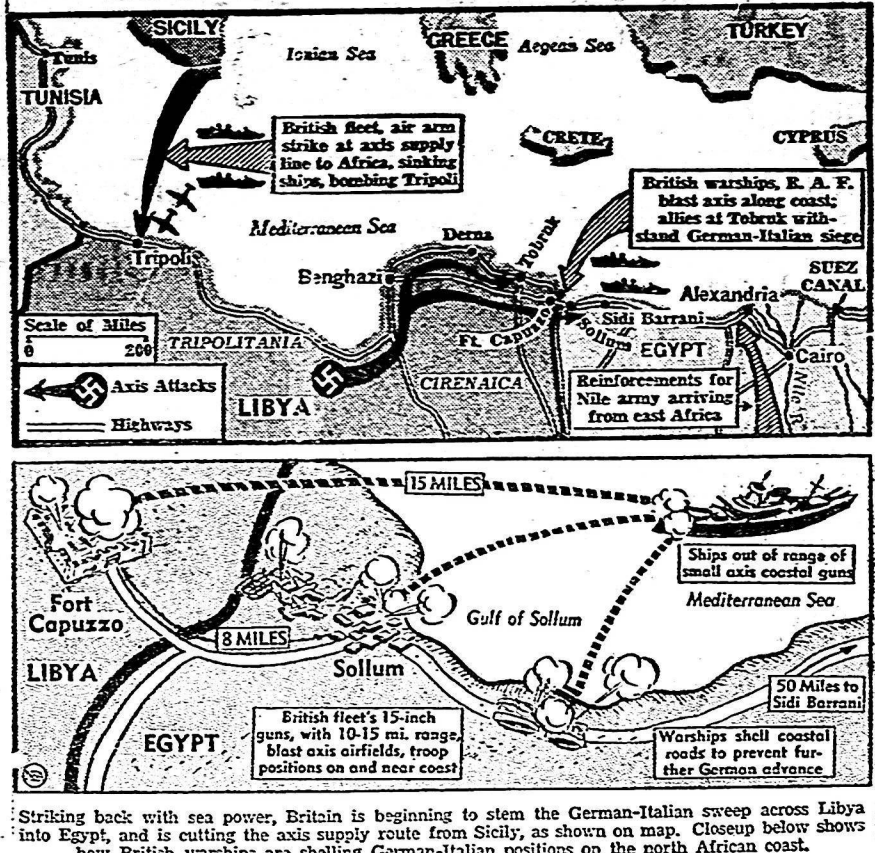 SICILY
Ionian Sea
GREECE
Aegean Sea
TURKEY
Tunis
TUNISIA
British fleet, air arm
strike at axis supply
line to Africa, sinking
ships, bombing Tripoli
CRETE
CYPRUS
British warships, R. A. F.
blast axis along coast;
allies at Tobruk with-
stand German-Italian siege
Mediterranean Sea
Derna
Tobruk
Tripoli
Benghazi
Alexandria
SUEZ
CANAL
Scale of Miles
0 200
TRIPOLITANIA
Ft. Capuzzo
Sollum
Sidi Barrani
EGYPT
Cairo
Axis Attacks
Highways
LIBYA
CIRENAICA
Reinforcements for
Nile army arriving
from east Africa
Nile R.
15 MILES
Ships out of range of
small axis coastal guns
Fort
Capuzzo
Gulf of Sollum
Mediterranean Sea
8 MILES
LIBYA
Sollum
50 Miles to
Sidi Barrani
EGYPT
British fleet's 15-inch
guns, with 10-15 mi. range,
blast axis airfields, troop
positions on and near coast
Warships shell coastal
roads to prevent fur-
ther German advance
Striking back with sea power, Britain is beginning to stem the German-Italian sweep across Libya
into Egypt, and is cutting the axis supply route from Sicily, as shown on map. Closeup below shows
how British warships are shelling German-Italian positions on the north African coast.